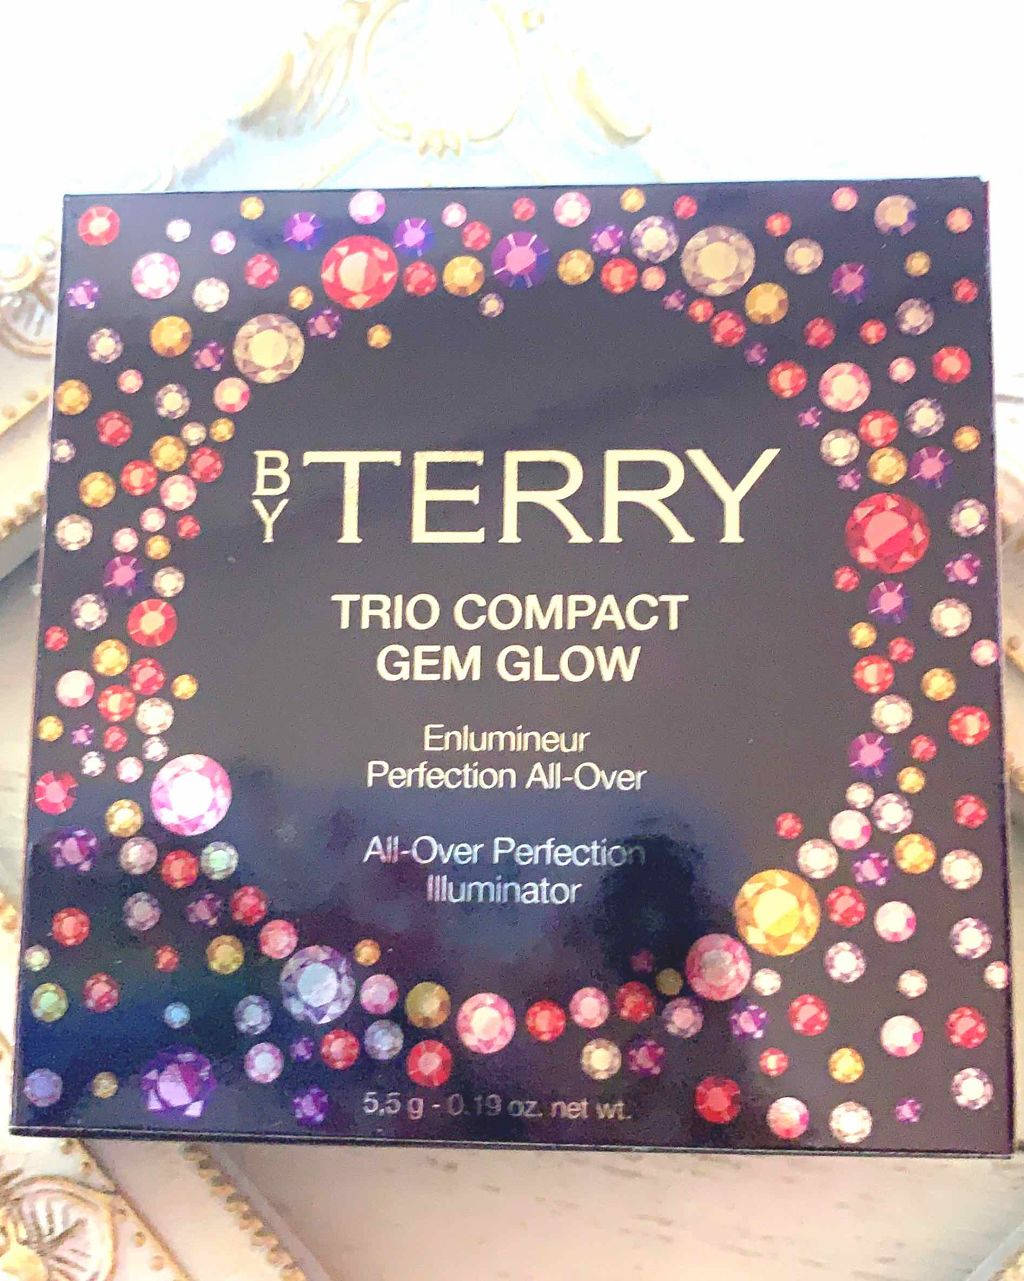 BY TERRY
TRIO COMPACT
GEM GLOW
Enlumineur
Perfection All-Over
All-Over Perfection
Illuminator
5,5 g - 0.19 oz. net wt.